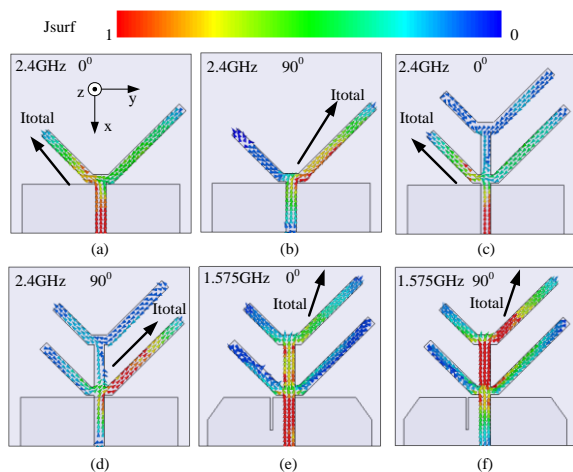 Jsurf 1 0
2.4GHz 0⁰
Itotal
z y
x
(a)
2.4GHz 90⁰
Itotal
(b)
2.4GHz 0⁰
Itotal
(c)
2.4GHz 90⁰
Itotal
(d)
1.575GHz 0⁰
Itotal
(e)
1.575GHz 90⁰
Itotal
(f)